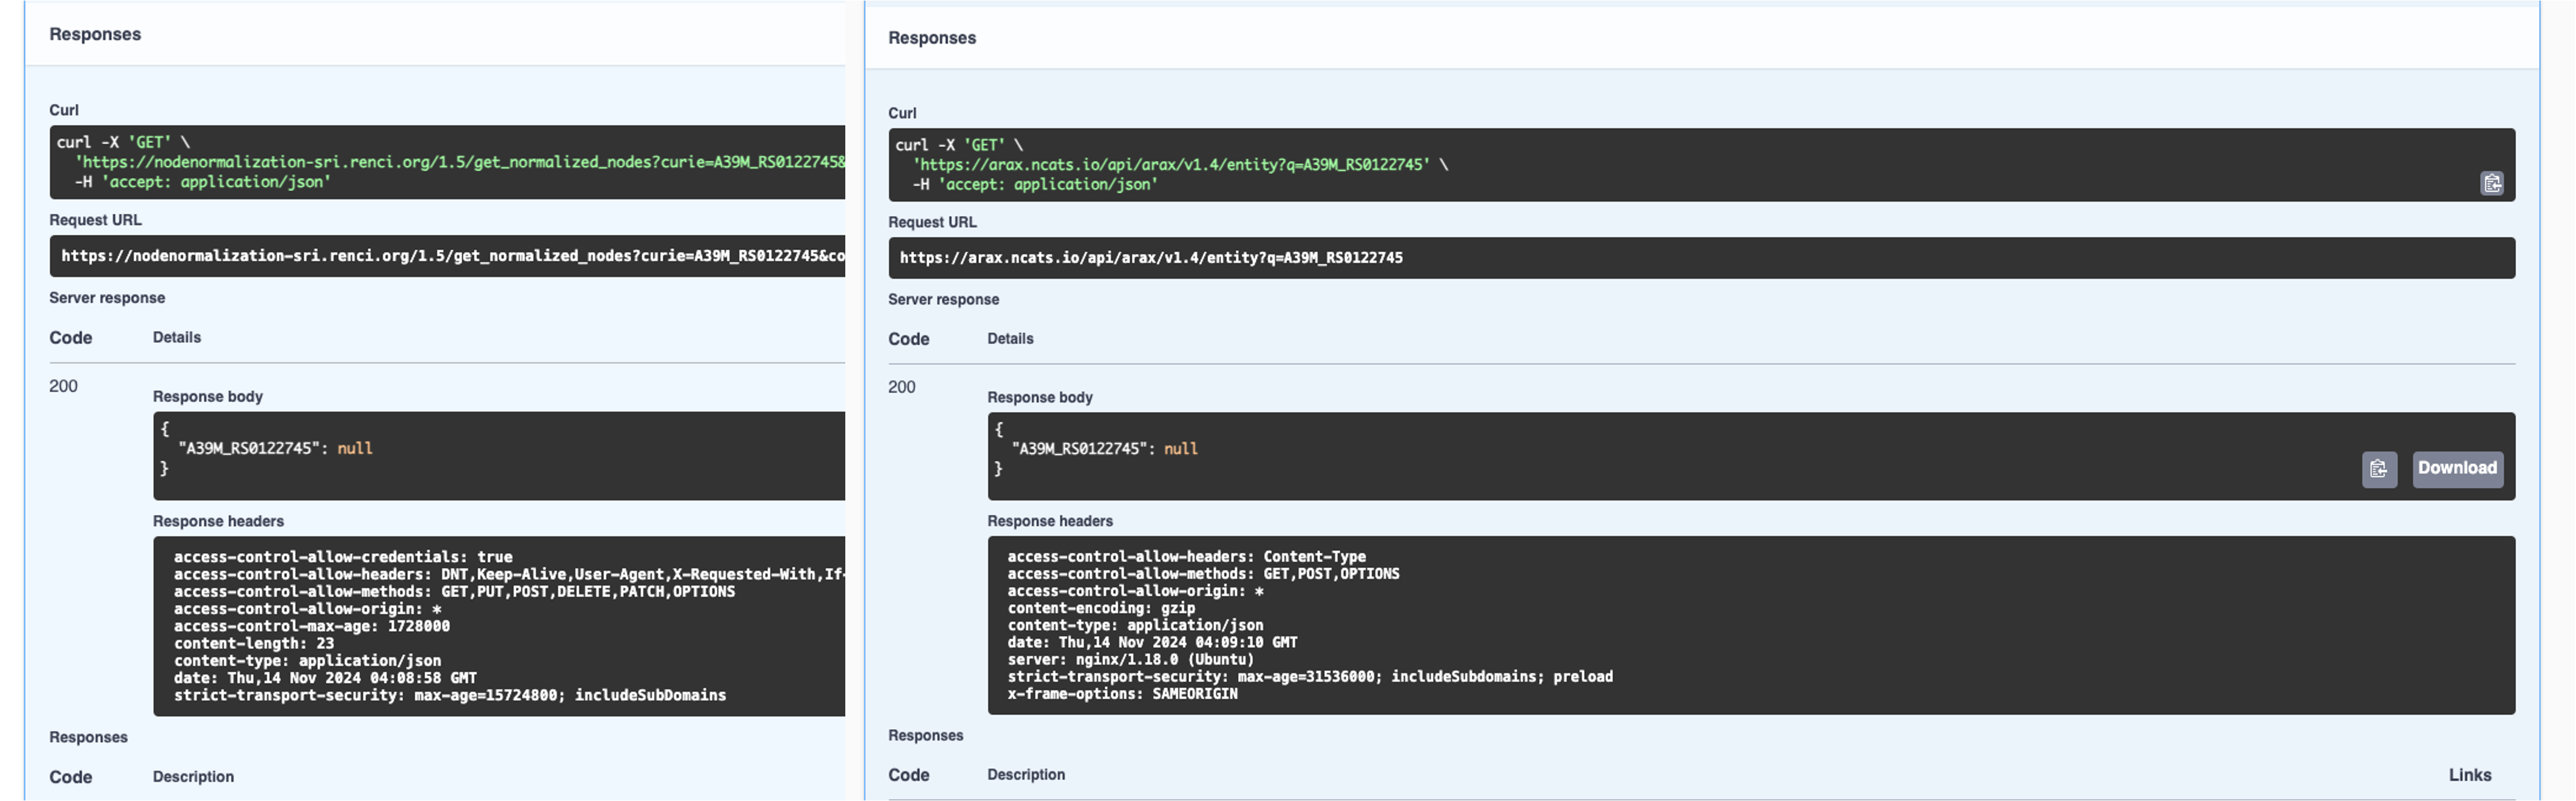 Responses
Curl
curl -X 'GET' \
'https://nodenormalization-sri.renci.org/1.5/get_normalized_nodes?curie=A39M_RS0122745&
-H 'accept: application/json'
Request URL
https://nodenormalization-sri.renci.org/1.5/get_normalized_nodes?curie=A39M_RS0122745&co
Server response
Code Details
200
Response body
{
"A39M_RS0122745": null
}
Response headers
access-control-allow-credentials: true
access-control-allow-headers: DNT,Keep-Alive,User-Agent,X-Requested-With,If-
access-control-allow-methods: GET,PUT,POST,DELETE,PATCH,OPTIONS
access-control-allow-origin: *
access-control-max-age: 1728000
content-length: 23
content-type: application/json
date: Thu,14 Nov 2024 04:08:58 GMT
strict-transport-security: max-age=15724800; includeSubDomains
Responses
Code Description
Responses
Curl
curl -X 'GET' \
'https://arax.ncats.io/api/arax/v1.4/entity?q=A39M_RS0122745' \
-H 'accept: application/json'
Request URL
https://arax.ncats.io/api/arax/v1.4/entity?q=A39M_RS0122745
Server response
Code Details
200
Response body
{
"A39M_RS0122745": null
}
Download
Response headers
access-control-allow-headers: Content-Type
access-control-allow-methods: GET,POST,OPTIONS
access-control-allow-origin: *
content-encoding: gzip
content-type: application/json
date: Thu,14 Nov 2024 04:09:10 GMT
server: nginx/1.18.0 (Ubuntu)
strict-transport-security: max-age=31536000; includeSubdomains; preload
x-frame-options: SAMEORIGIN
Responses
Code Description Links